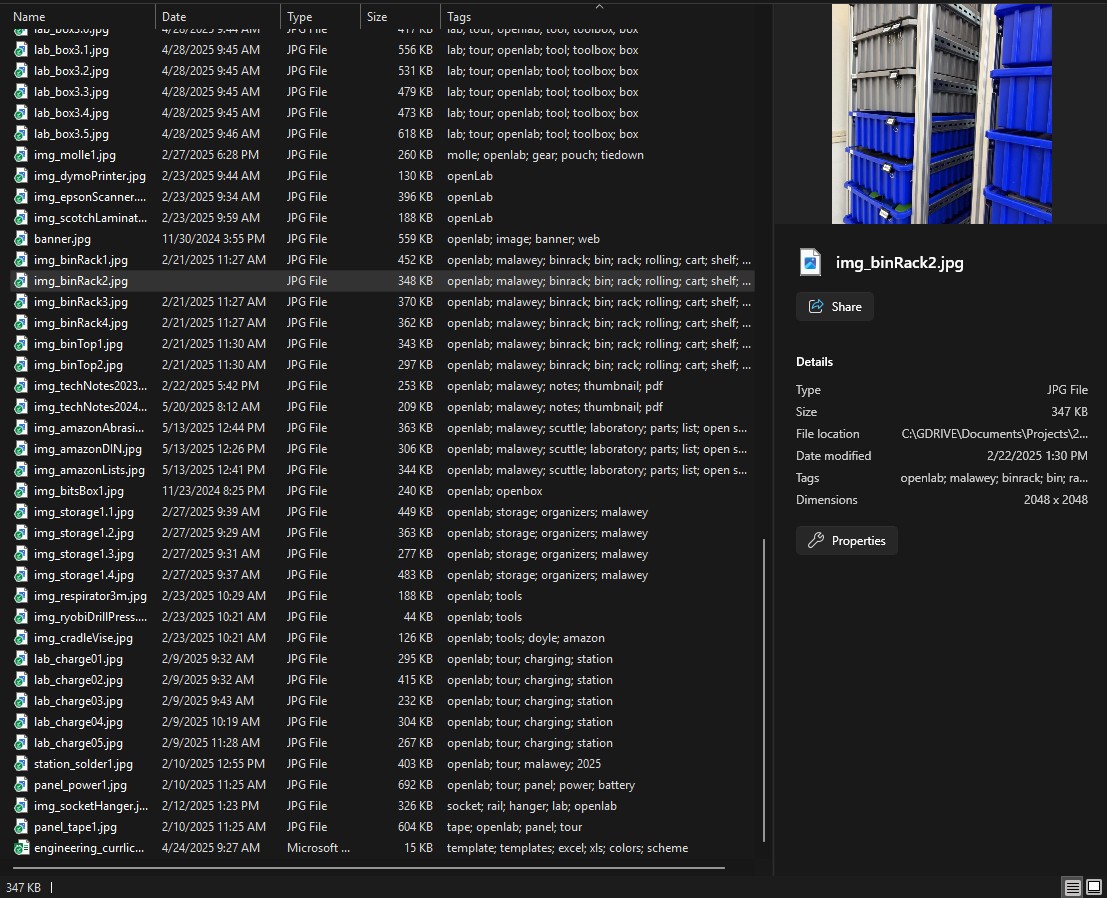 Name Date Type Size Tags
lab_box3.0.jpg 4/28/2025 9:44 AM JPG File 417 KB lab; tour; openlab; tool; toolbox; box
lab_box3.1.jpg 4/28/2025 9:45 AM JPG File 556 KB lab; tour; openlab; tool; toolbox; box
lab_box3.2.jpg 4/28/2025 9:45 AM JPG File 531 KB lab; tour; openlab; tool; toolbox; box
lab_box3.3.jpg 4/28/2025 9:45 AM JPG File 479 KB lab; tour; openlab; tool; toolbox; box
lab_box3.4.jpg 4/28/2025 9:45 AM JPG File 473 KB lab; tour; openlab; tool; toolbox; box
lab_box3.5.jpg 4/28/2025 9:46 AM JPG File 618 KB lab; tour; openlab; tool; toolbox; box
img_molle1.jpg 2/27/2025 6:28 PM JPG File 260 KB molle; openlab; gear; pouch; tiedown
img_dymoPrinter.jpg 2/23/2025 9:44 AM JPG File 130 KB openLab
img_epsonScanner.... 2/23/2025 9:34 AM JPG File 396 KB openLab
img_scotchLaminat... 2/23/2025 9:59 AM JPG File 188 KB openLab
banner.jpg 11/30/2024 3:55 PM JPG File 559 KB openlab; image; banner; web
img_binRack1.jpg 2/21/2025 11:27 AM JPG File 452 KB openlab; malawey; binrack; bin; rack; rolling; cart; shelf; ...
img_binRack2.jpg JPG File 348 KB openlab; malawey; binrack; bin; rack; rolling; cart; shelf; ...
img_binRack3.jpg 2/21/2025 11:27 AM JPG File 370 KB openlab; malawey; binrack; bin; rack; rolling; cart; shelf; ...
img_binRack4.jpg 2/21/2025 11:27 AM JPG File 362 KB openlab; malawey; binrack; bin; rack; rolling; cart; shelf; ...
img_binTop1.jpg 2/21/2025 11:30 AM JPG File 343 KB openlab; malawey; binrack; bin; rack; rolling; cart; shelf; ...
img_binTop2.jpg 2/21/2025 11:30 AM JPG File 297 KB openlab; malawey; binrack; bin; rack; rolling; cart; shelf; ...
img_techNotes2023... 2/22/2025 5:42 PM JPG File 253 KB openlab; malawey; notes; thumbnail; pdf
img_techNotes2024... 5/20/2025 8:12 AM JPG File 209 KB openlab; malawey; notes; thumbnail; pdf
img_amazonAbrasi... 5/13/2025 12:44 PM JPG File 363 KB openlab; malawey; scuttle; laboratory; parts; list; open s...
img_amazonDIN.jpg 5/13/2025 12:26 PM JPG File 306 KB openlab; malawey; scuttle; laboratory; parts; list; open s...
img_amazonLists.jpg 5/13/2025 12:41 PM JPG File 344 KB openlab; malawey; scuttle; laboratory; parts; list; open s...
img_bitsBox1.jpg 11/23/2024 8:25 PM JPG File 240 KB openlab; openbox
img_storage1.1.jpg 2/27/2025 9:39 AM JPG File 449 KB openlab; storage; organizers; malawey
img_storage1.2.jpg 2/27/2025 9:29 AM JPG File 363 KB openlab; storage; organizers; malawey
img_storage1.3.jpg 2/27/2025 9:31 AM JPG File 277 KB openlab; storage; organizers; malawey
img_storage1.4.jpg 2/27/2025 9:37 AM JPG File 483 KB openlab; storage; organizers; malawey
img_respirator3m.jpg 2/23/2025 10:29 AM JPG File 188 KB openlab; tools
img_ryobiDrillPress.... 2/23/2025 10:21 AM JPG File 44 KB openlab; tools
img_cradleVise.jpg 2/23/2025 10:21 AM JPG File 126 KB openlab; tools; doyle; amazon
lab_charge01.jpg 2/9/2025 9:32 AM JPG File 295 KB openlab; tour; charging; station
lab_charge02.jpg 2/9/2025 9:32 AM JPG File 415 KB openlab; tour; charging; station
lab_charge03.jpg 2/9/2025 9:43 AM JPG File 232 KB openlab; tour; charging; station
lab_charge04.jpg 2/9/2025 10:19 AM JPG File 304 KB openlab; tour; charging; station
lab_charge05.jpg 2/9/2025 11:28 AM JPG File 267 KB openlab; tour; charging; station
station_solder1.jpg 2/10/2025 12:55 PM JPG File 403 KB openlab; tour; malawey; 2025
panel_power1.jpg 2/10/2025 11:25 AM JPG File 692 KB openlab; tour; panel; power; battery
img_socketHanger.j... 2/12/2025 1:23 PM JPG File 326 KB socket; rail; hanger; lab; openlab
panel_tape1.jpg 2/10/2025 11:25 AM JPG File 604 KB tape; openlab; panel; tour
engineering_currlic... 4/24/2025 9:27 AM Microsoft ... 15 KB template; templates; excel; xls; colors; scheme
347 KB
img_binRack2.jpg
Share
Details
Type JPG File
Size 347 KB
File location C:\GDRIVE\Documents\Projects\2...
Date modified 2/22/2025 1:30 PM
Tags openlab; malawey; binrack; bin; ra...
Dimensions 2048 x 2048
Properties